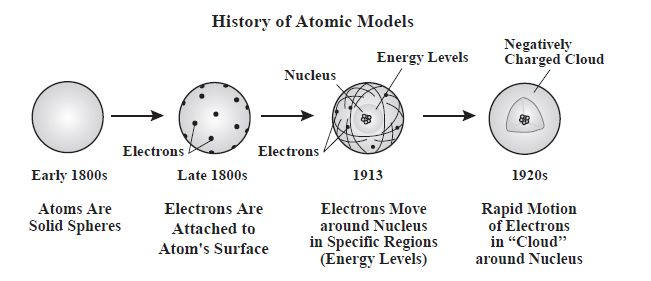 History of Atomic Models
Negatively
Charged Cloud
Energy Levels
Nucleus
Electrons
Electrons
Early 1800s
Late 1800s
1913
1920s
Atoms Are
Solid Spheres
Electrons Are
Attached to
Atom's Surface
Electrons Move
around Nucleus
in Specific Regions
(Energy Levels)
Rapid Motion
of Electrons
in “Cloud”
around Nucleus